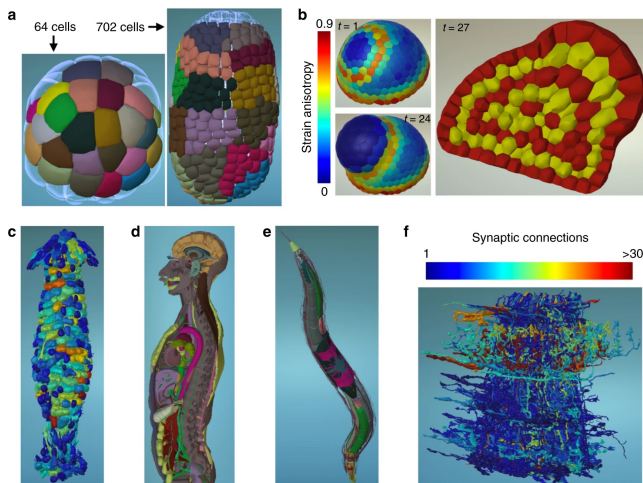 a
64 cells
702 cells
b
0.9
Strain anisotropy
0
t = 1
t = 24
t = 27
c
d
e
f
Synaptic connections
1
>30